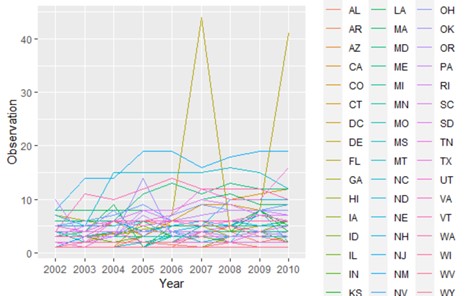 40
30
20
10
0
Observation
2002 2003 2004 2005 2006 2007 2008 2009 2010
Year
AL LA OH
AR MA OK
AZ MD OR
CA ME PA
CO MI RI
CT MN SC
DC MO SD
DE MS TN
FL MT TX
GA NC UT
HI ND VA
IA NE VT
ID NH WA
IL NJ WI
IN NM WV
KS NV WY